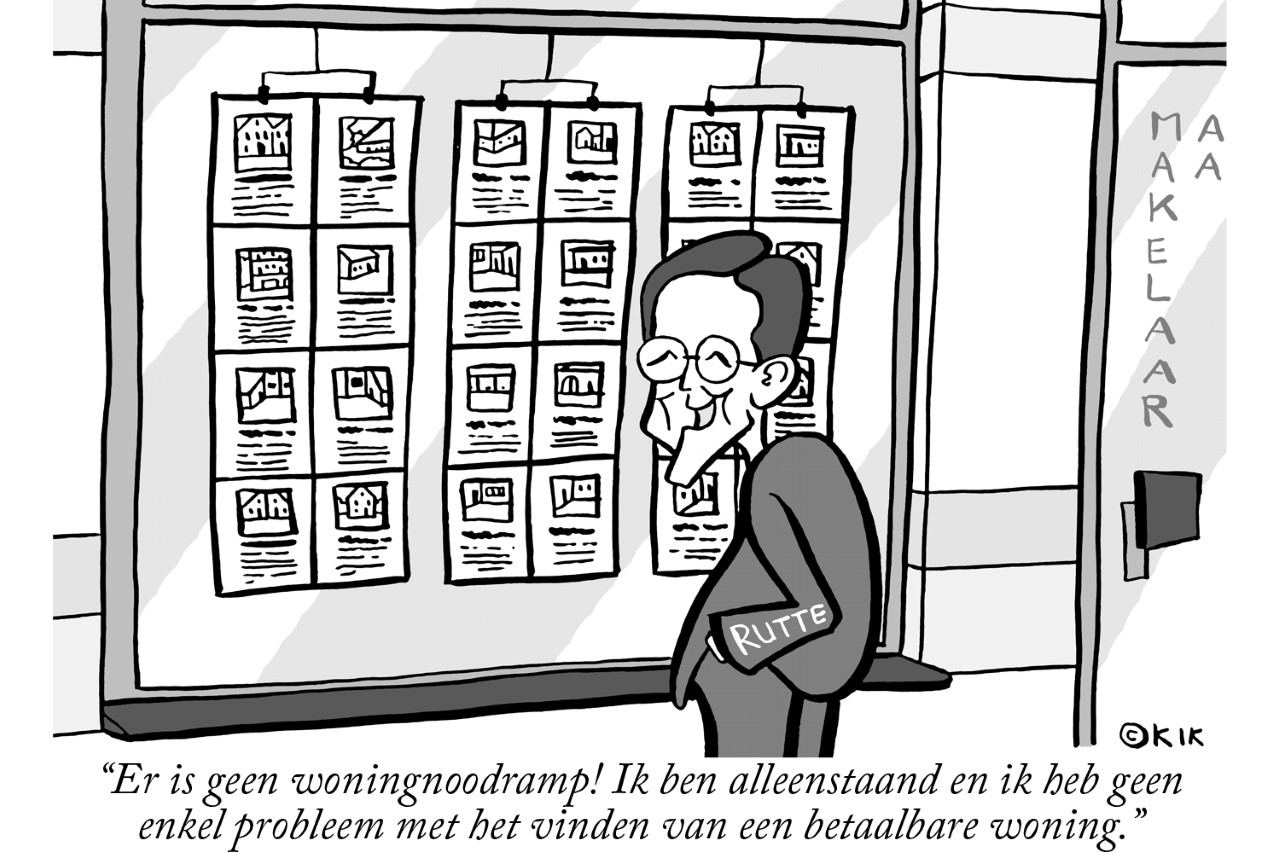 MAKELAAR
AA
RUTTE
©KIK
“Er is geen woningnoodramp! Ik ben alleenstaand en ik heb geen
enkel probleem met het vinden van een betaalbare woning.”